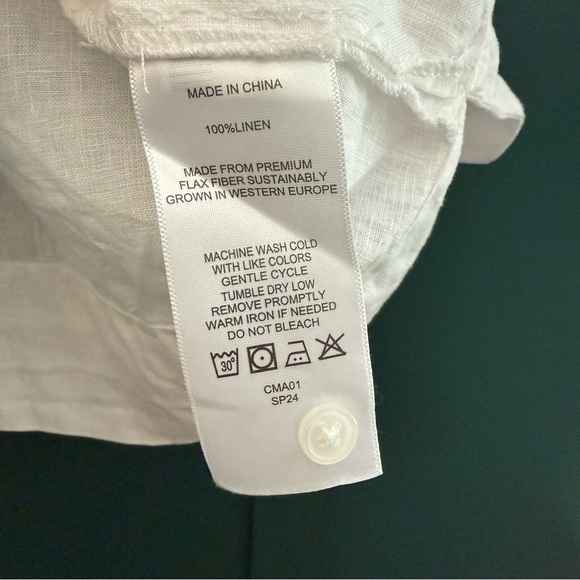 MADE IN CHINA
100%LINEN
MADE FROM PREMIUM
FLAX FIBER SUSTAINABLY
GROWN IN WESTERN EUROPE
MACHINE WASH COLD
WITH LIKE COLORS
GENTLE CYCLE
TUMBLE DRY LOW
REMOVE PROMPTLY
WARM IRON IF NEEDED
DO NOT BLEACH
30°
CMA01
SP24